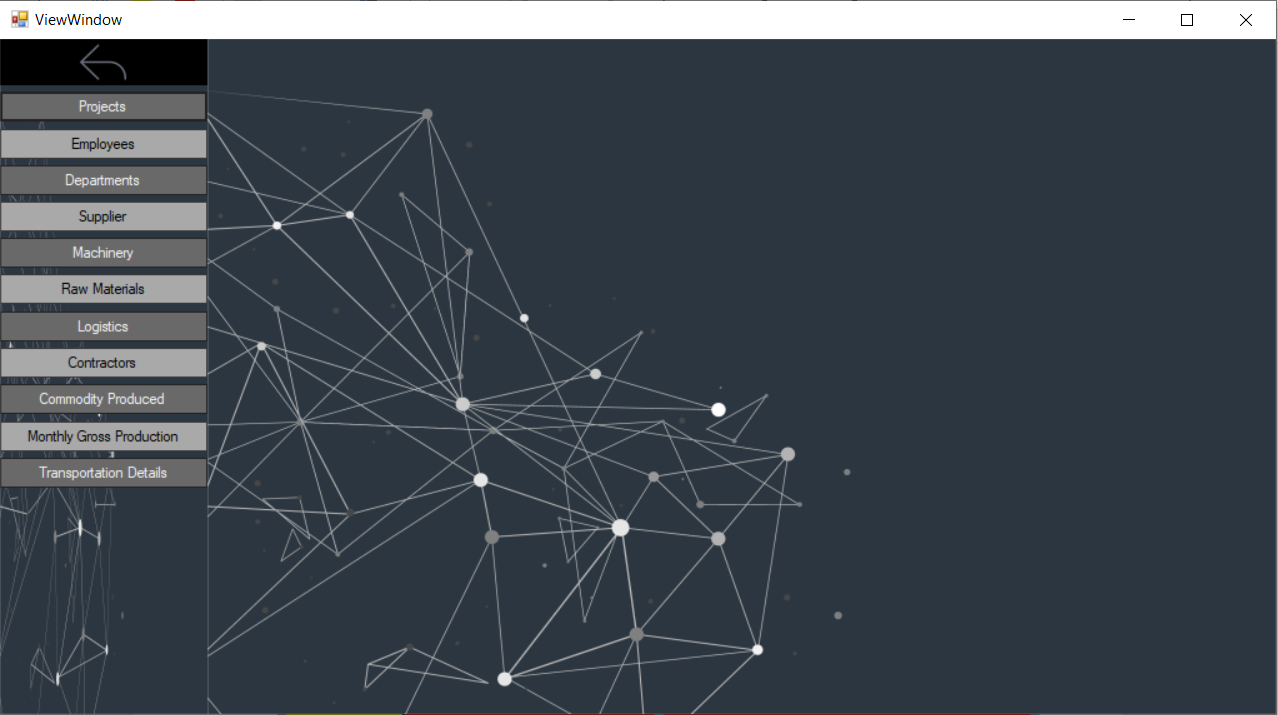 ViewWindow
Projects
Employees
Departments
Supplier
Machinery
Raw Materials
Logistics
Contractors
Commodity Produced
Monthly Gross Production
Transportation Details